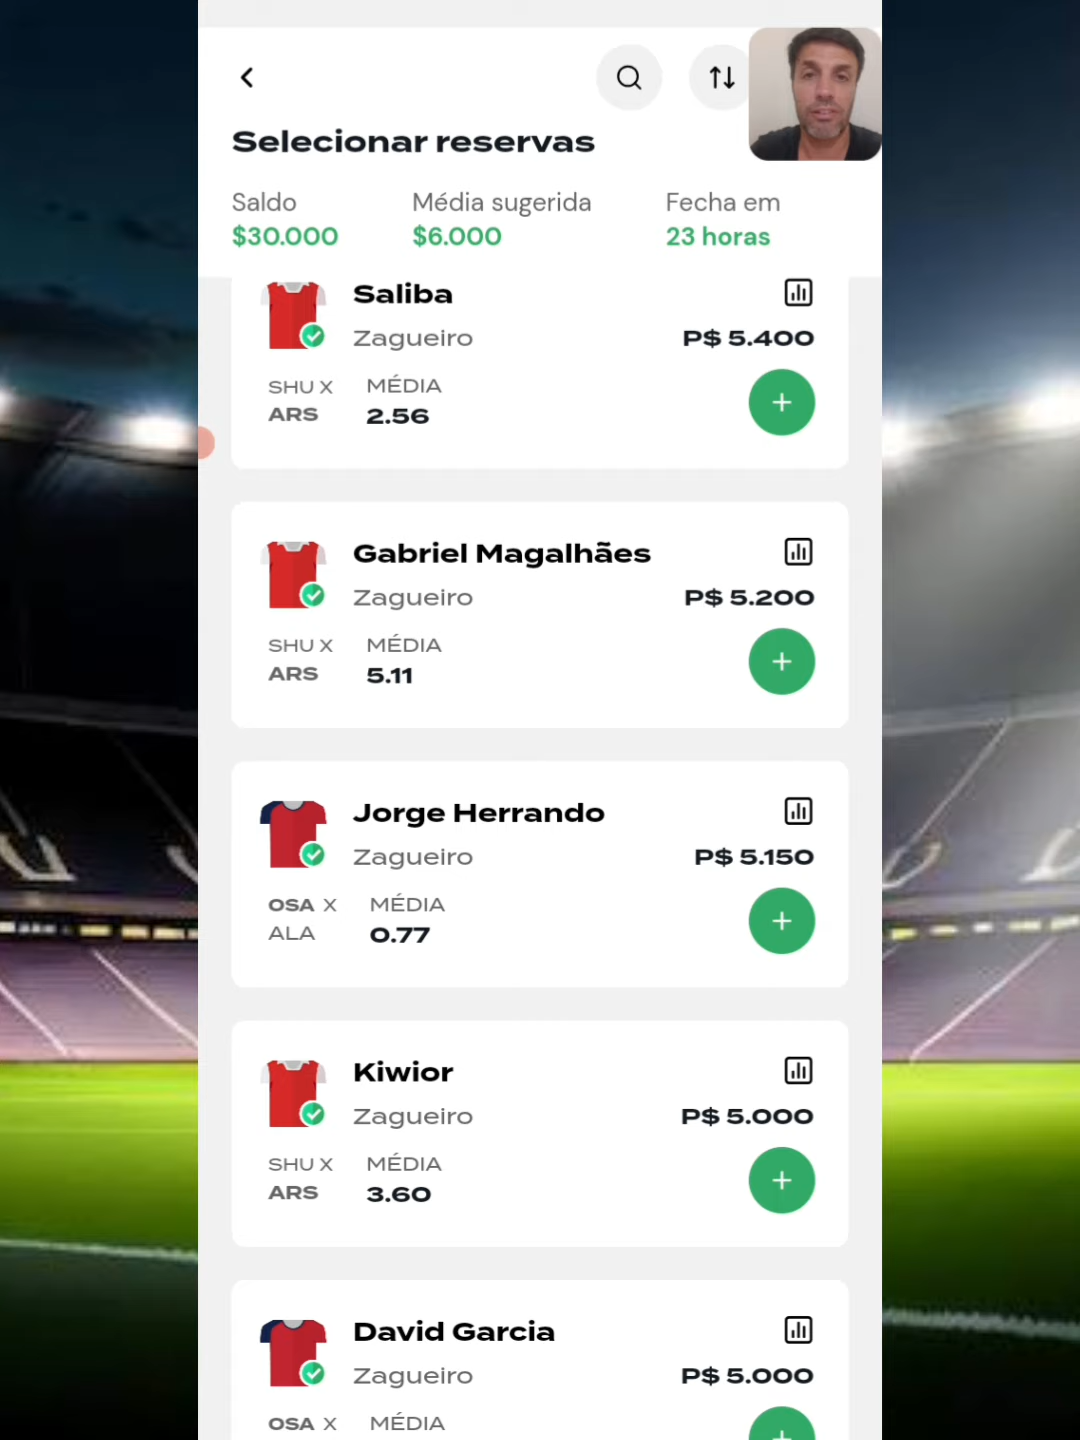 Selecionar reservas
Saldo Média sugerida Fecha em
$30.000 $6.000 23 horas
Saliba
Zagueiro P$ 5.400
SHU X MÉDIA
ARS 2.56
Gabriel Magalhães
Zagueiro P$ 5.200
SHU X MÉDIA
ARS 5.11
Jorge Herrando
Zagueiro P$ 5.150
OSA X MÉDIA
ALA 0.77
Kiwior
Zagueiro P$ 5.000
SHU X MÉDIA
ARS 3.60
David Garcia
Zagueiro P$ 5.000
OSA X MÉDIA